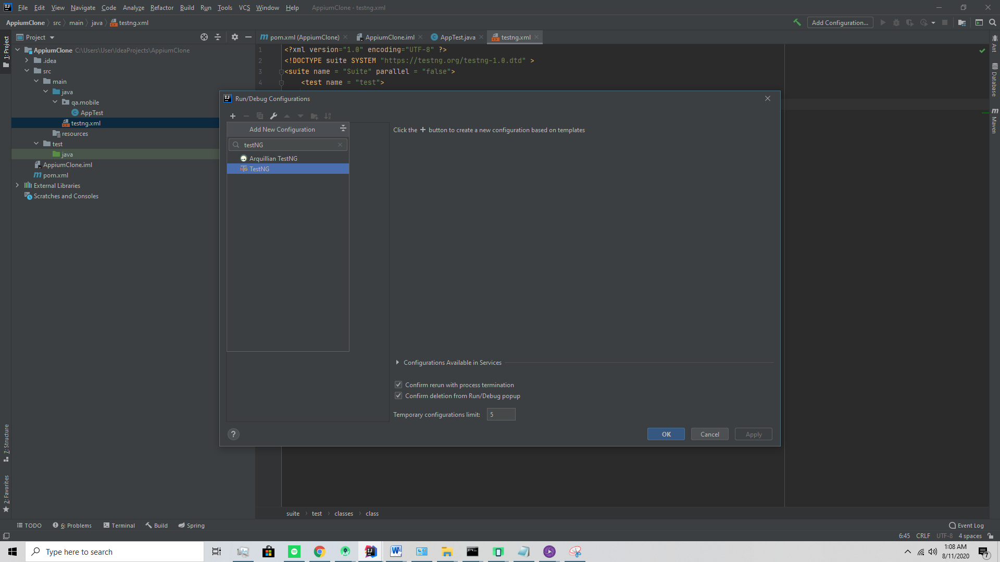 File Edit View Navigate Code Analyze Refactor Build Run Tools VCS Window Help AppiumClone - testng.xml
AppiumClone src main java testng.xml Add Configuration...
Project pom.xml (AppiumClone) AppiumClone.iml AppTest.java testng.xml
1: Project
AppiumClone C:\Users\User\IdeaProjects\AppiumClone
.idea
src
main
java
qa.mobile
AppTest
testng.xml
resources
test
java
AppiumClone.iml
pom.xml
External Libraries
Scratches and Consoles
7: Structure
2: Favorites
1 <?xml version="1.0" encoding="UTF-8" ?>
2 <!DOCTYPE suite SYSTEM "https://testng.org/testng-1.0.dtd" >
3 <suite name = "Suite" parallel = "false">
4 <test name = "test">
Ant
Database
Maven
Run/Debug Configurations
Add New Configuration
testNG
Arquillian TestNG
TestNG
Click the + button to create a new configuration based on templates
Configurations Available in Services
Confirm rerun with process termination
Confirm deletion from Run/Debug popup
Temporary configurations limit: 5
? OK Cancel Apply
suite test classes class
TODO 6: Problems Terminal Build Spring Event Log
6:45 CRLF UTF-8 4 spaces
Type here to search
1:08 AM
8/11/2020
7